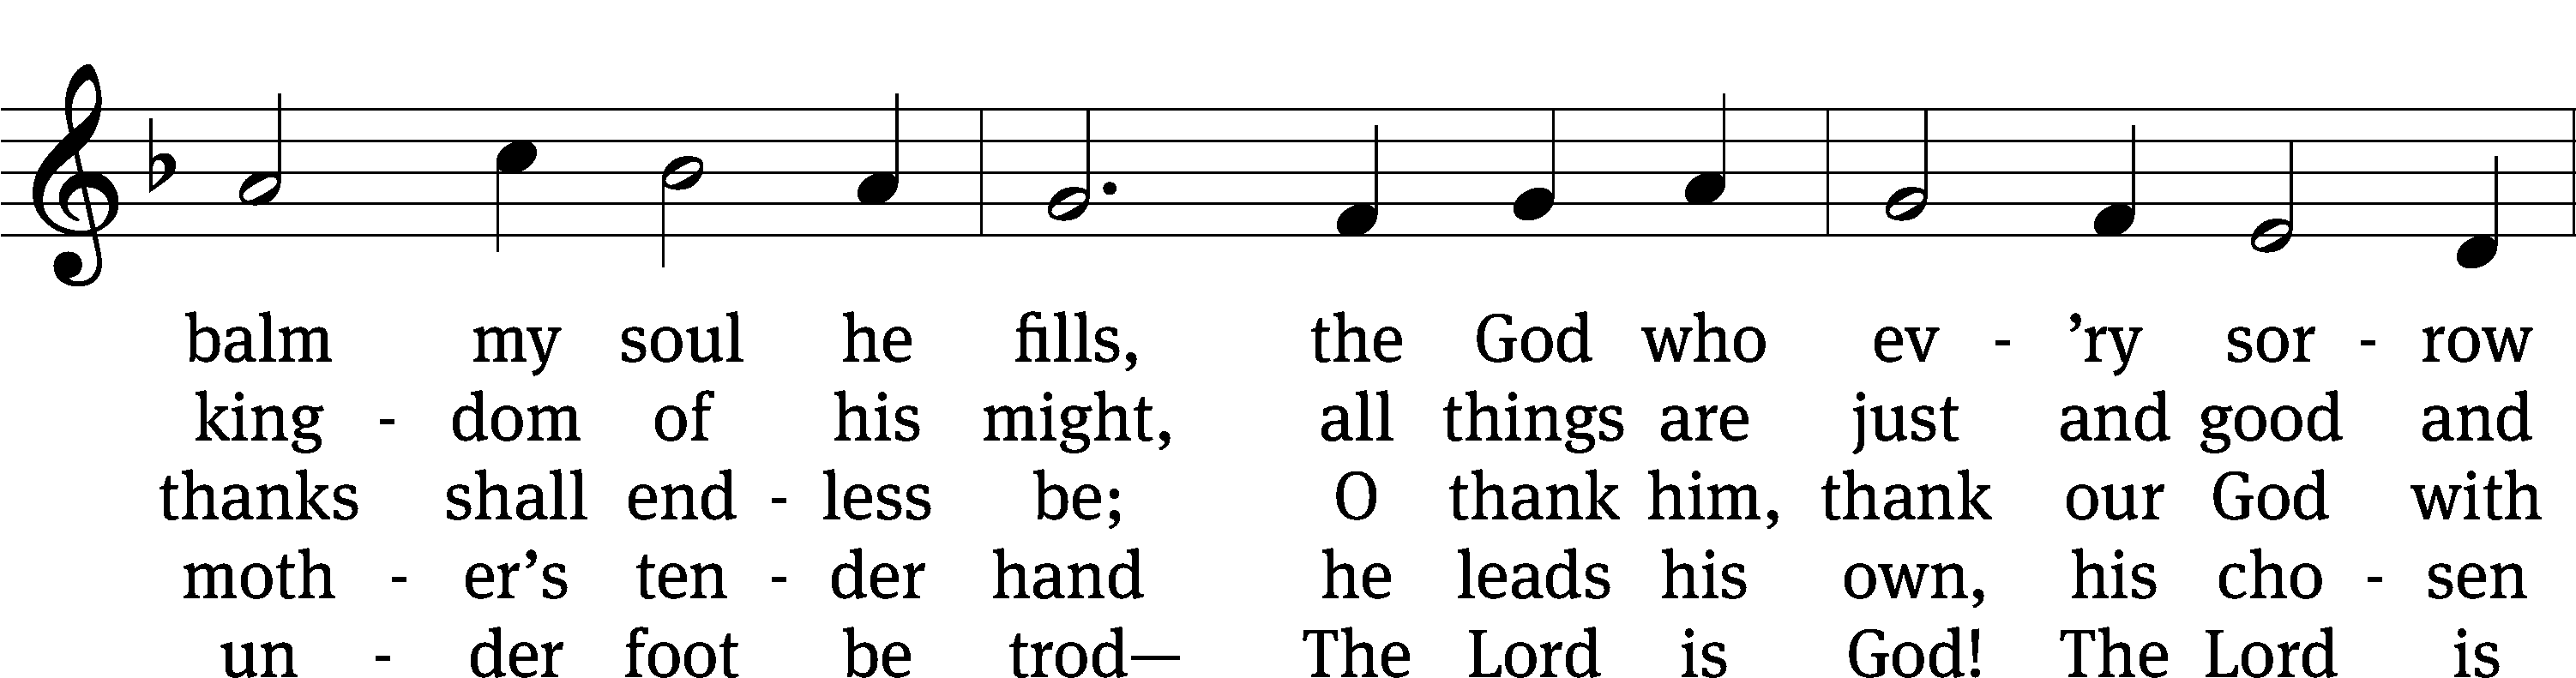 balm my soul he fills, the God who ev - ’ry sor - row
king - dom of his might, all things are just and good and
thanks shall end - less be; O thank him, thank our God with
moth - er’s ten - der hand he leads his own, his cho - sen
un - der foot be trod— The Lord is God! The Lord is